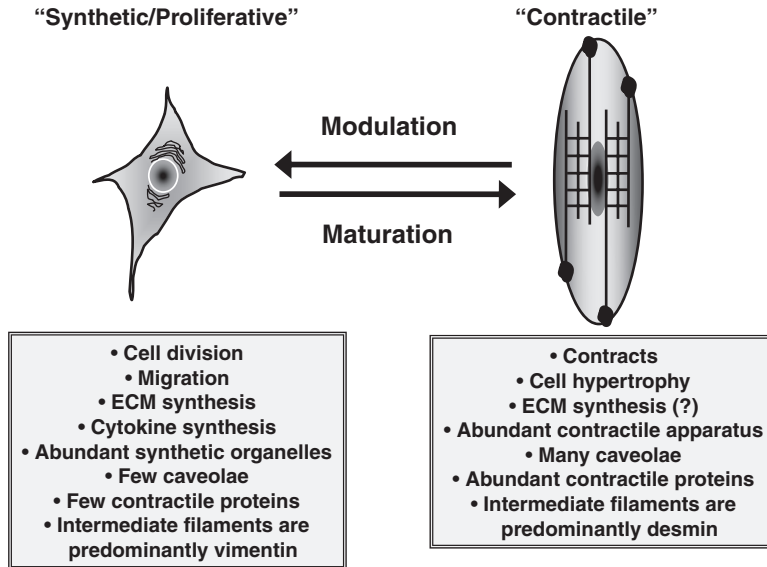 “Synthetic/Proliferative”
“Contractile”
Modulation
Maturation
• Cell division
• Migration
• ECM synthesis
• Cytokine synthesis
• Abundant synthetic organelles
• Few caveolae
• Few contractile proteins
• Intermediate filaments are
predominantly vimentin
• Contracts
• Cell hypertrophy
• ECM synthesis (?)
• Abundant contractile apparatus
• Many caveolae
• Abundant contractile proteins
• Intermediate filaments are
predominantly desmin